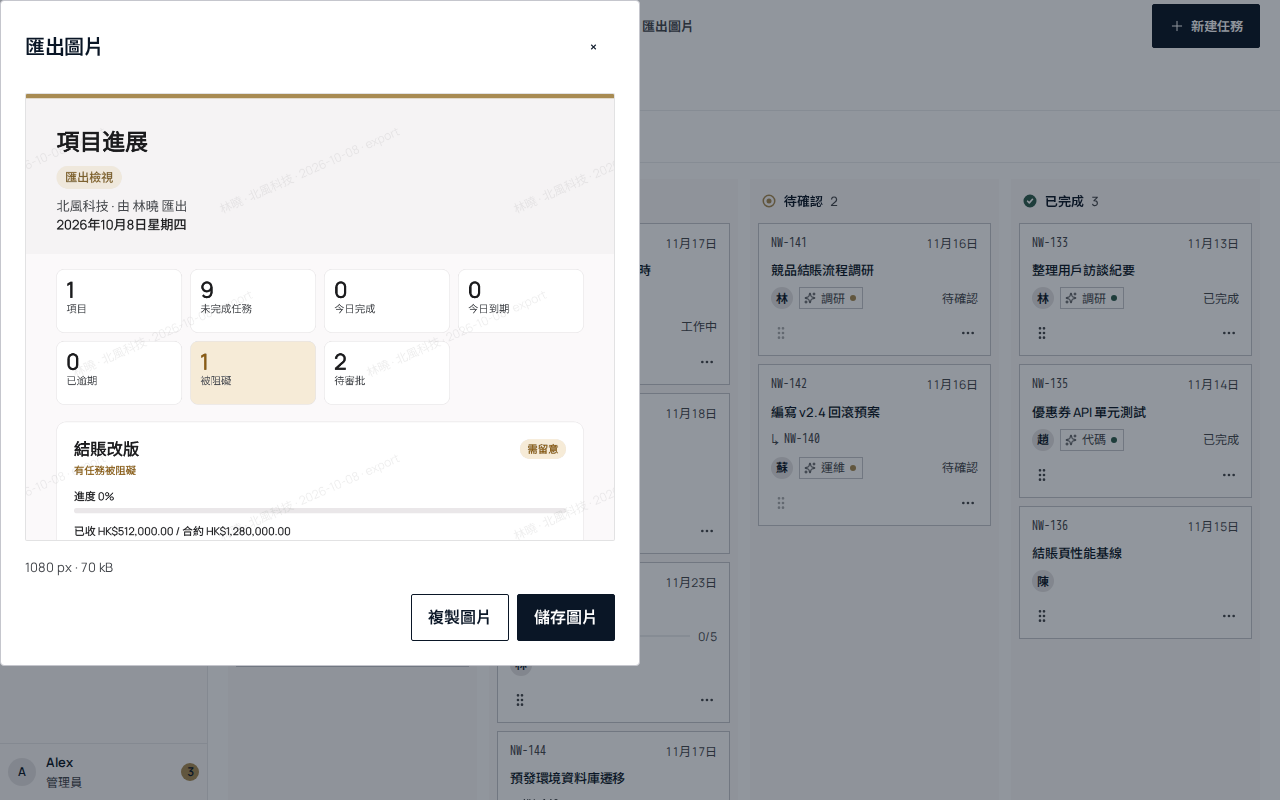 匯出圖片
×
項目進展
匯出檢視
北風科技 · 由 林曉 匯出
2026年10月8日星期四
林曉 · 北風科技 · 2026-10-08 · export
1
項目
9
未完成任務
0
今日完成
0
今日到期
0
已逾期
1
被阻礙
2
待審批
結賬改版
需留意
有任務被阻礙
進度 0%
已收 HK$512,000.00 / 合約 HK$1,280,000.00
1080 px · 70 kB
複製圖片
儲存圖片
匯出圖片
+ 新建任務
11月17日
時
工作中
11月18日
11月23日
0/5
林
NW-144
11月17日
預發環境資料庫遷移
待確認 2
NW-141
11月16日
競品結賬流程調研
林
調研
待確認
NW-142
11月16日
編寫 v2.4 回滾預案
↳ NW-140
蘇
運維
待確認
已完成 3
NW-133
11月13日
整理用戶訪談紀要
林
調研
已完成
NW-135
11月14日
優惠券 API 單元測試
趙
代碼
已完成
NW-136
11月15日
結賬頁性能基線
陳
A
Alex
管理員
3